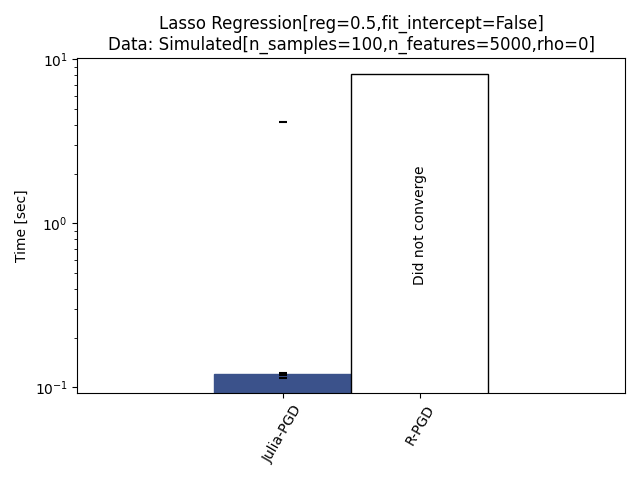 Lasso Regression[reg=0.5,fit_intercept=False]
Data: Simulated[n_samples=100,n_features=5000,rho=0]
Time [sec]
10¹
10⁰
10⁻¹
Did not converge
Julia-PGD
R-PGD